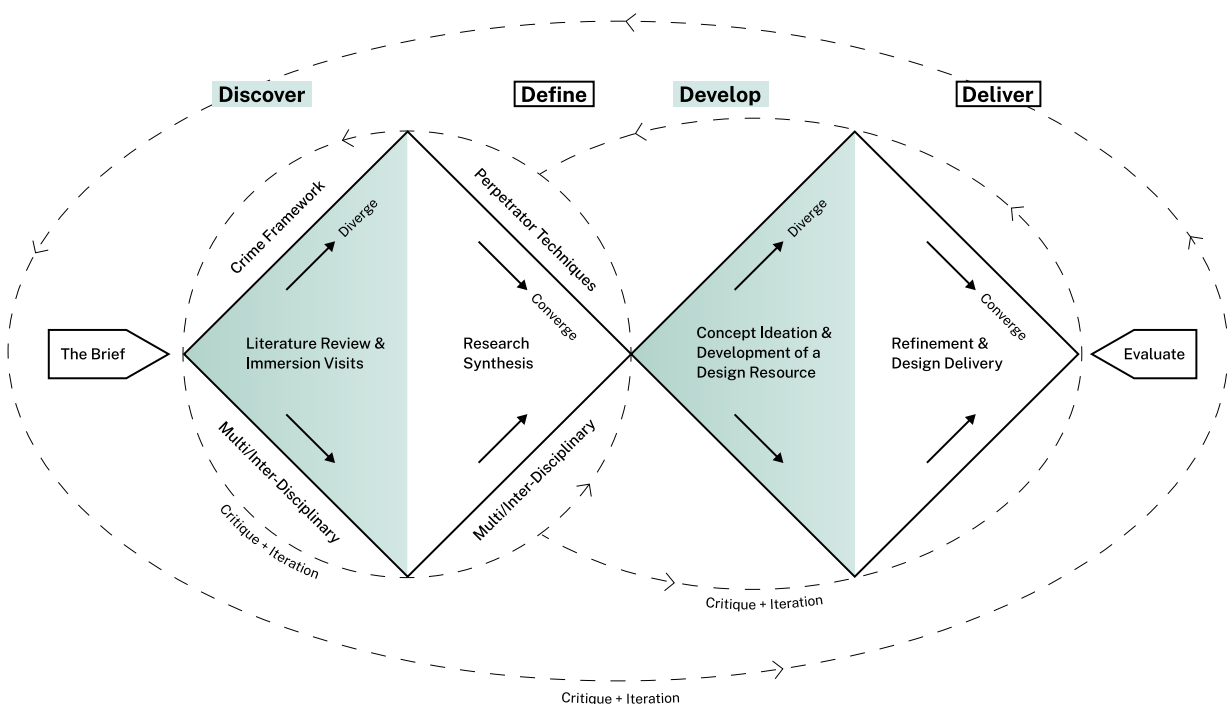 Discover
Define
Develop
Deliver
Crime Framework
Diverge
Perpetrator Techniques
Converge
Diverge
Converge
The Brief
Literature Review &
Immersion Visits
Research
Synthesis
Concept Ideation &
Development of a
Design Resource
Refinement &
Design Delivery
Evaluate
Multi/Inter-Disciplinary
Multi/Inter-Disciplinary
Critique + Iteration
Critique + Iteration
Critique + Iteration